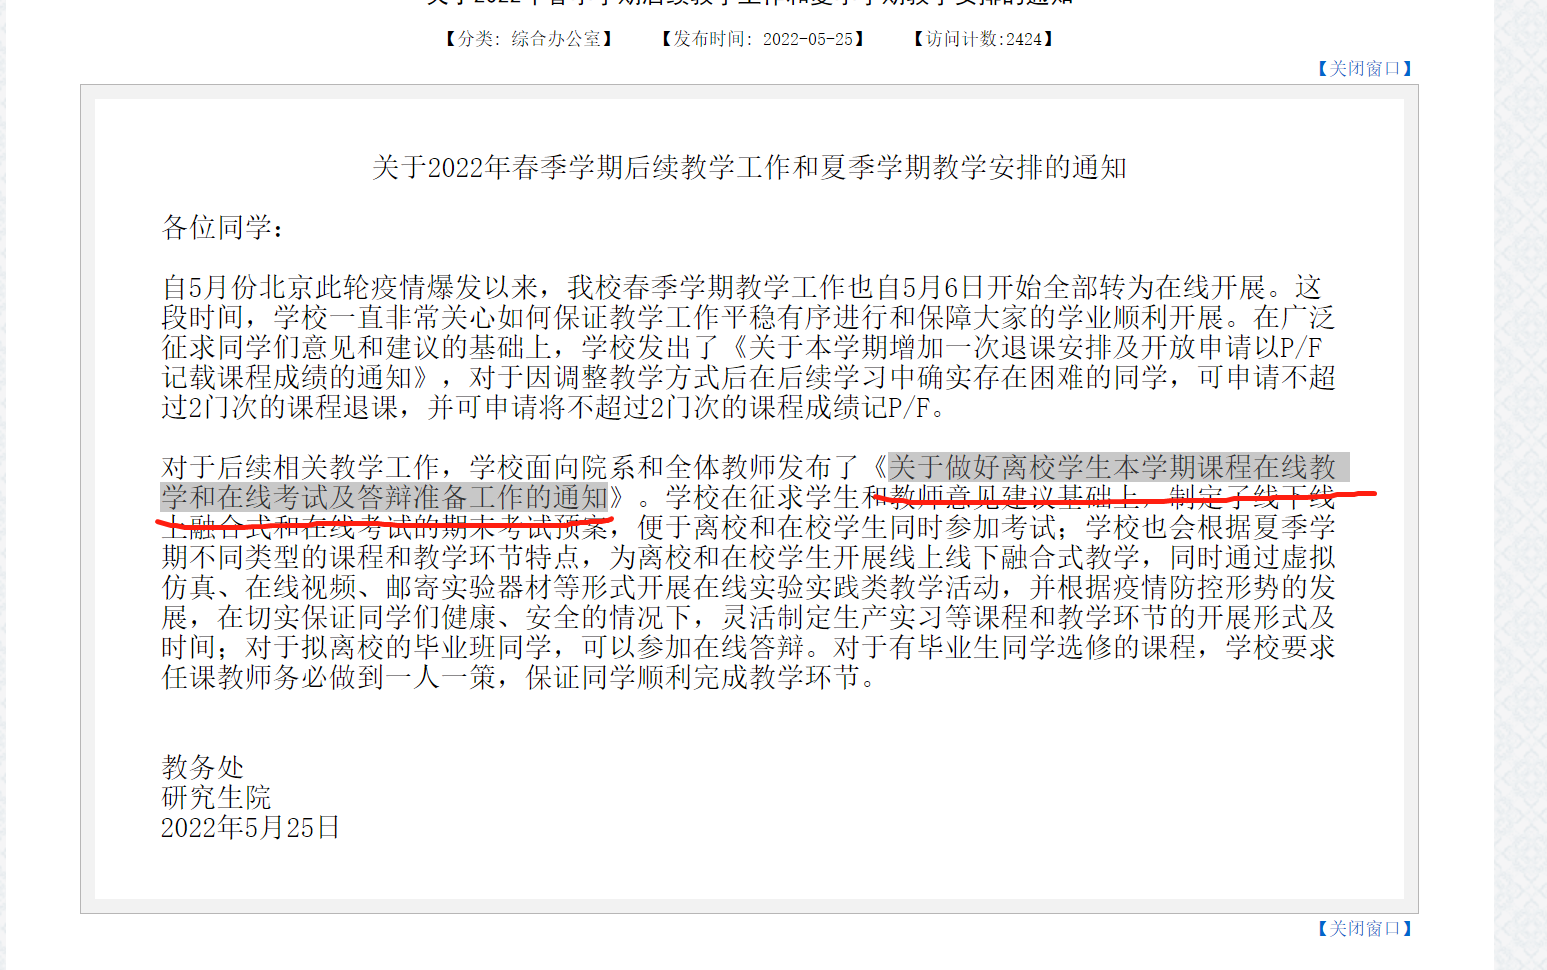 关于2022年春季学期后续教学工作和夏季学期教学安排的通知
【分类: 综合办公室】 【发布时间: 2022-05-25】 【访问计数:2424】
【关闭窗口】
关于2022年春季学期后续教学工作和夏季学期教学安排的通知
各位同学：
自5月份北京此轮疫情爆发以来，我校春季学期教学工作也自5月6日开始全部转为在线开展。这
段时间，学校一直非常关心如何保证教学工作平稳有序进行和保障大家的学业顺利开展。在广泛
征求同学们意见和建议的基础上，学校发出了《关于本学期增加一次退课安排及开放申请以P/F
记载课程成绩的通知》，对于因调整教学方式后在后续学习中确实存在困难的同学，可申请不超
过2门次的课程退课，并可申请将不超过2门次的课程成绩记P/F。
对于后续相关教学工作，学校面向院系和全体教师发布了《关于做好离校学生本学期课程在线教
学和在线考试及答辩准备工作的通知》。学校在征求学生和教师意见建议基础上，制定了线下线
上融合式和在线考试的期末考试预案，便于离校和在校学生同时参加考试；学校也会根据夏季学
期不同类型的课程和教学环节特点，为离校和在校学生开展线上线下融合式教学，同时通过虚拟
仿真、在线视频、邮寄实验器材等形式开展在线实验实践类教学活动，并根据疫情防控形势的发
展，在切实保证同学们健康、安全的情况下，灵活制定生产实习等课程和教学环节的开展形式及
时间；对于拟离校的毕业班同学，可以参加在线答辩。对于有毕业生同学选修的课程，学校要求
任课教师务必做到一人一策，保证同学顺利完成教学环节。
教务处
研究生院
2022年5月25日
【关闭窗口】